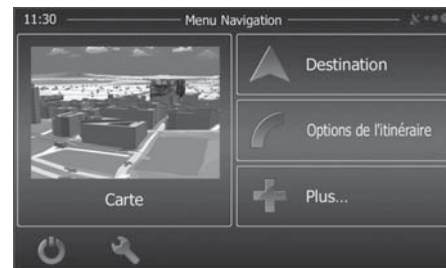 11:30
Menu Navigation
Destination
Options de l'itinéraire
Carte
Plus...